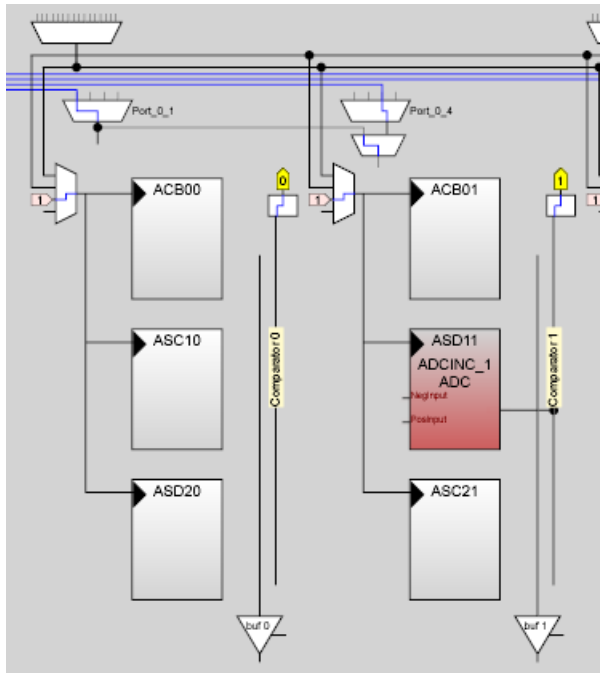 Port_0_1
Port_0_4
0
1
1
1
1
ACB00
ACB01
Comparator 0
Comparator 1
ASC10
ASD11
ADCINC_1
ADC
NegInput
PosInput
ASD20
ASC21
buf 0
buf 1